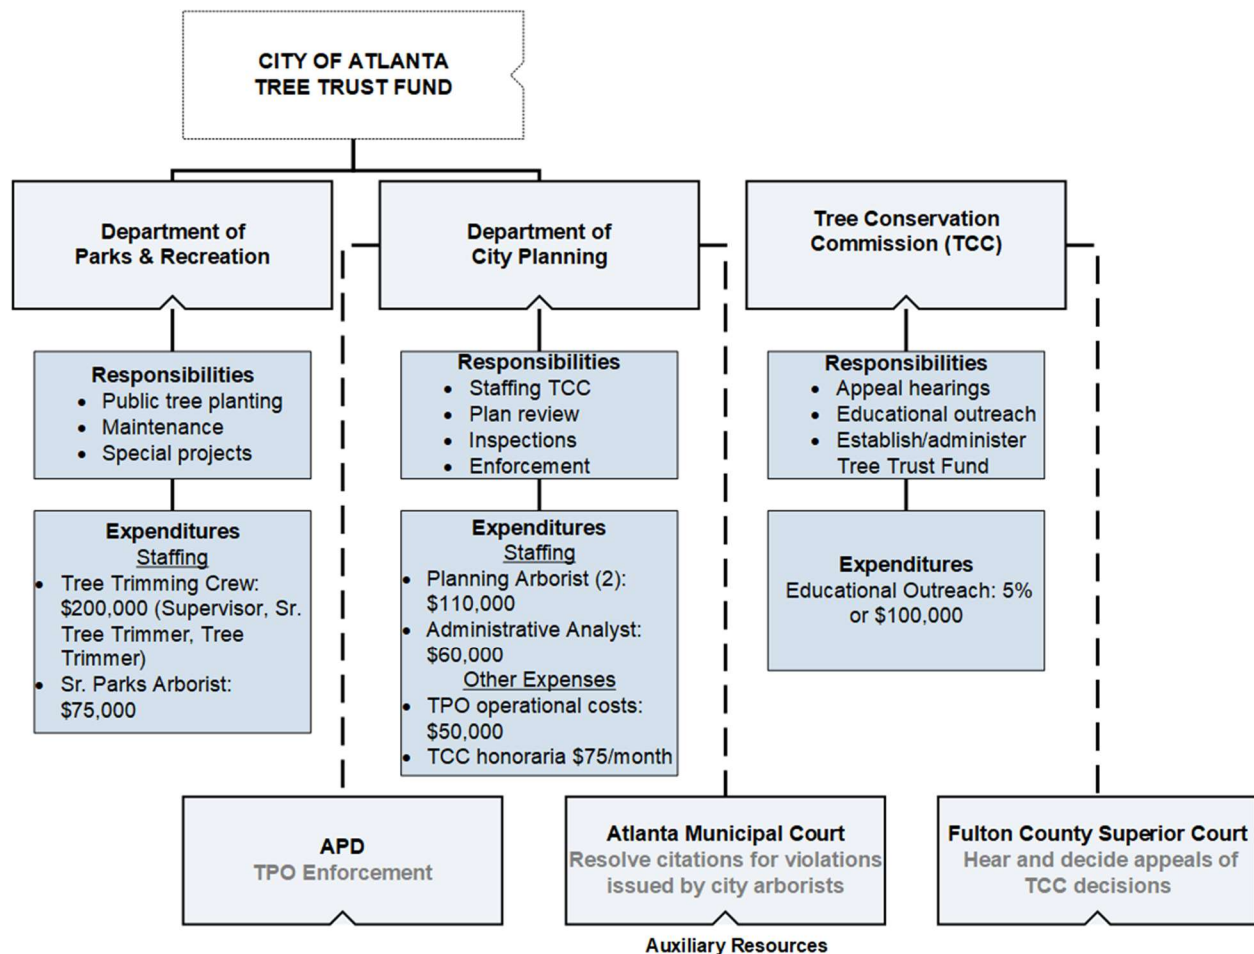 CITY OF ATLANTA
TREE TRUST FUND
Department of
Parks & Recreation
Department of
City Planning
Tree Conservation
Commission (TCC)
Responsibilities
• Public tree planting
• Maintenance
• Special projects
Responsibilities
• Staffing TCC
• Plan review
• Inspections
• Enforcement
Responsibilities
• Appeal hearings
• Educational outreach
• Establish/administer
Tree Trust Fund
Expenditures
Staffing
• Tree Trimming Crew:
$200,000 (Supervisor, Sr.
Tree Trimmer, Tree
Trimmer)
• Sr. Parks Arborist:
$75,000
Expenditures
Staffing
• Planning Arborist (2):
$110,000
• Administrative Analyst:
$60,000
Other Expenses
• TPO operational costs:
$50,000
• TCC honoraria $75/month
Expenditures
Educational Outreach: 5%
or $100,000
APD
TPO Enforcement
Atlanta Municipal Court
Resolve citations for violations
issued by city arborists
Fulton County Superior Court
Hear and decide appeals of
TCC decisions
Auxiliary Resources